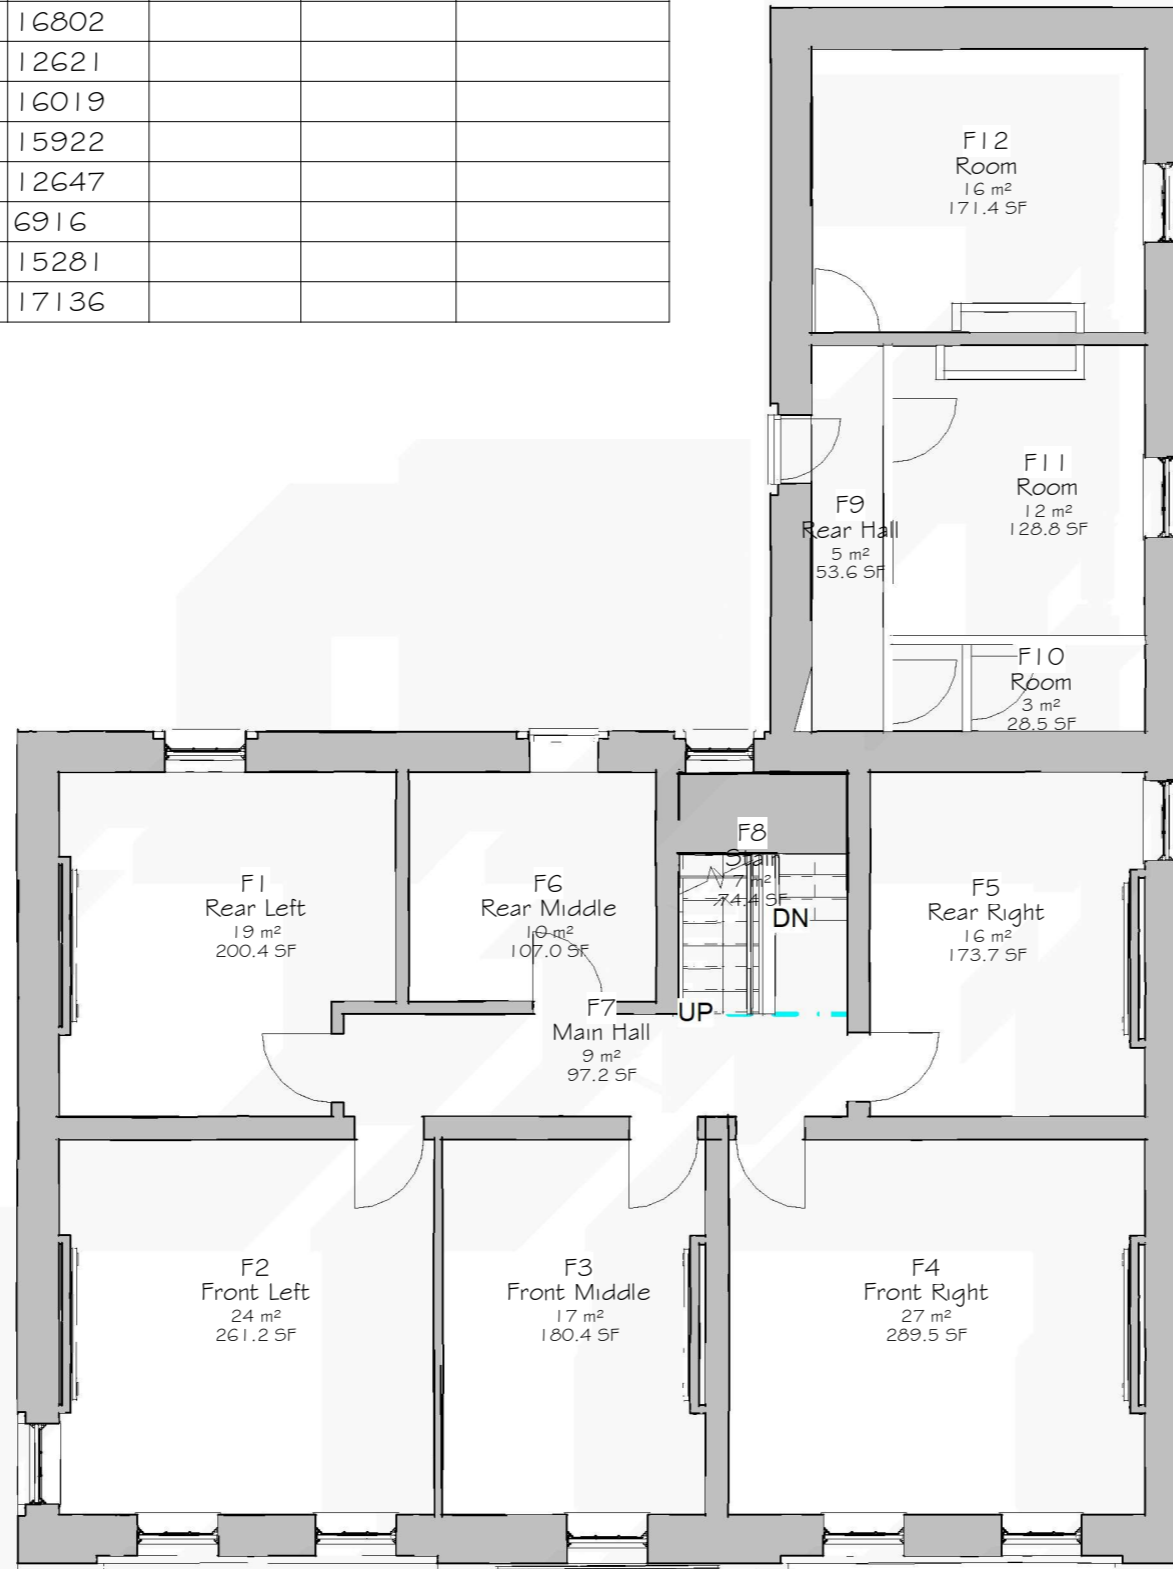 16802
12621
16019
15922
12647
6916
15281
17136
F12
Room
16 m²
171.4 SF
F11
Room
12 m²
128.8 SF
F9
Rear Hall
5 m²
53.6 SF
F10
Room
3 m²
28.5 SF
F8
Stair
7 m²
74.4 SF
DN
UP
F1
Rear Left
19 m²
200.4 SF
F6
Rear Middle
10 m²
107.0 SF
F5
Rear Right
16 m²
173.7 SF
F7
Main Hall
9 m²
97.2 SF
F2
Front Left
24 m²
261.2 SF
F3
Front Middle
17 m²
180.4 SF
F4
Front Right
27 m²
289.5 SF